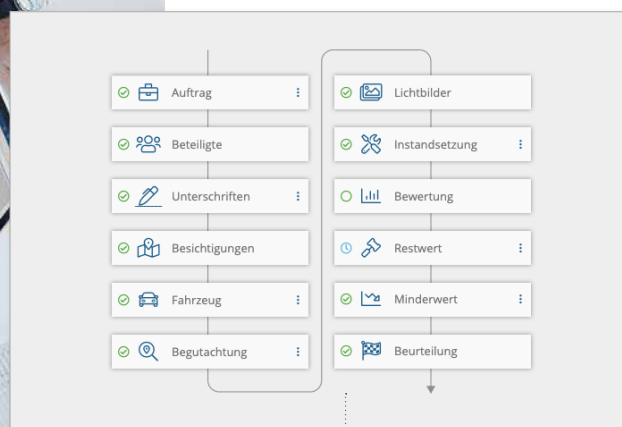 Auftrag
Beteiligte
Unterschriften
Besichtigungen
Fahrzeug
Begutachtung
Lichtbilder
Instandsetzung
Bewertung
Restwert
Minderwert
Beurteilung